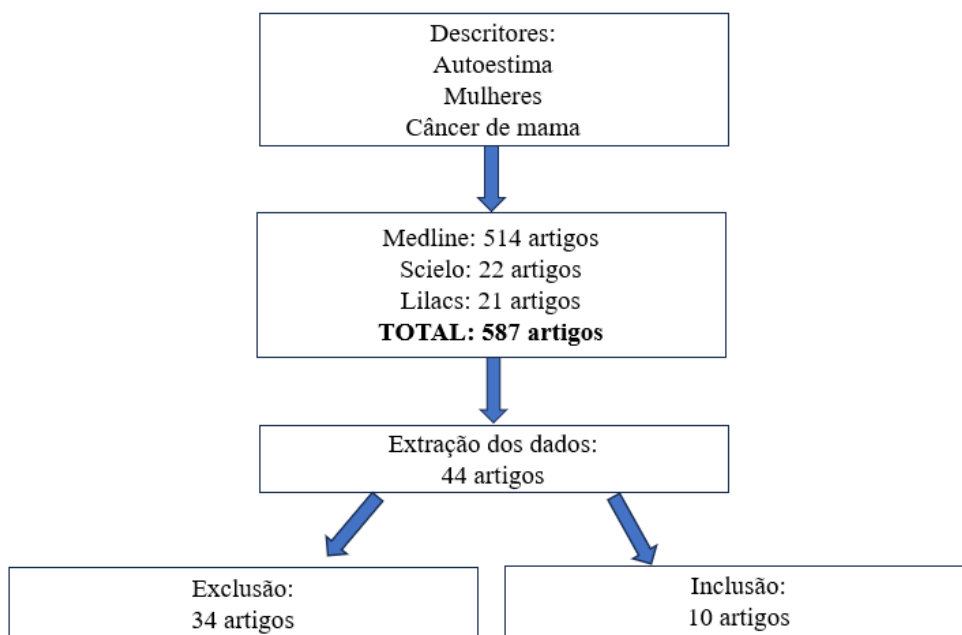 Descritores:
Autoestima
Mulheres
Câncer de mama
Medline: 514 artigos
Scielo: 22 artigos
Lilacs: 21 artigos
TOTAL: 587 artigos
Extração dos dados:
44 artigos
Exclusão:
34 artigos
Inclusão:
10 artigos